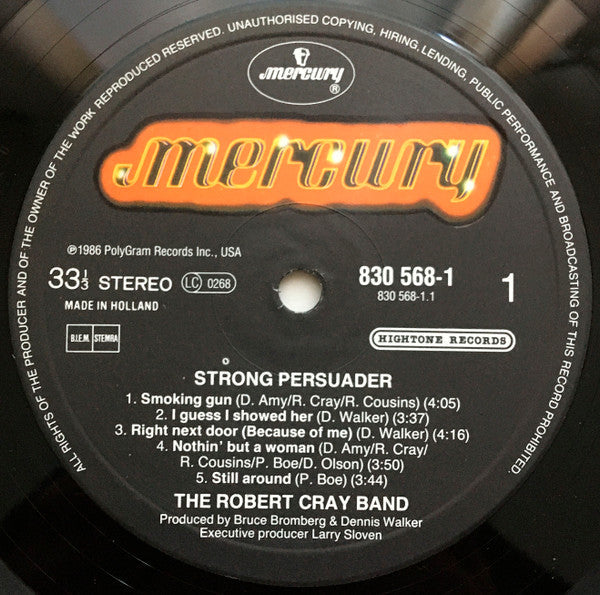 ALL RIGHTS OF THE PRODUCER AND OF THE OWNER OF THE WORK REPRODUCED RESERVED. UNAUTHORISED COPYING, HIRING, LENDING, PUBLIC PERFORMANCE AND BROADCASTING OF THIS RECORD PROHIBITED.
mercury ®
mercury
℗1986 PolyGram Records Inc., USA
33⅓ STEREO LC 0268
MADE IN HOLLAND
B.I.E.M. STEMRA
830 568-1
830 568-1.1
1
HIGHTONE RECORDS
STRONG PERSUADER
1. Smoking gun (D. Amy/R. Cray/R. Cousins) (4:05)
2. I guess I showed her (D. Walker) (3:37)
3. Right next door (Because of me) (D. Walker) (4:16)
4. Nothin' but a woman (D. Amy/R. Cray/
R. Cousins/P. Boe/D. Olson) (3:50)
5. Still around (P. Boe) (3:44)
THE ROBERT CRAY BAND
Produced by Bruce Bromberg & Dennis Walker
Executive producer Larry Sloven